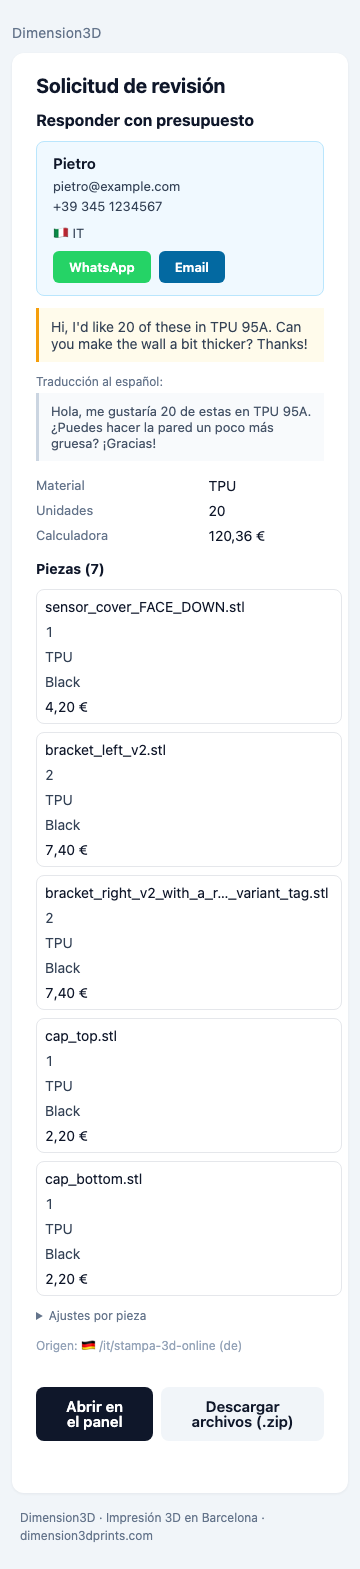 Dimension3D
Solicitud de revisión
Responder con presupuesto
Pietro
pietro@example.com
+39 345 1234567
🇮🇹 IT
WhatsApp
Email
Hi, I'd like 20 of these in TPU 95A. Can
you make the wall a bit thicker? Thanks!
Traducción al español:
Hola, me gustaría 20 de estas en TPU 95A.
¿Puedes hacer la pared un poco más
gruesa? ¡Gracias!
Material TPU
Unidades 20
Calculadora 120,36 €
Piezas (7)
sensor_cover_FACE_DOWN.stl
1
TPU
Black
4,20 €
bracket_left_v2.stl
2
TPU
Black
7,40 €
bracket_right_v2_with_a_r…_variant_tag.stl
2
TPU
Black
7,40 €
cap_top.stl
1
TPU
Black
2,20 €
cap_bottom.stl
1
TPU
Black
2,20 €
▶ Ajustes por pieza
Origen: 🇩🇪 /it/stampa-3d-online (de)
Abrir en
el panel
Descargar
archivos (.zip)
Dimension3D · Impresión 3D en Barcelona ·
dimension3dprints.com